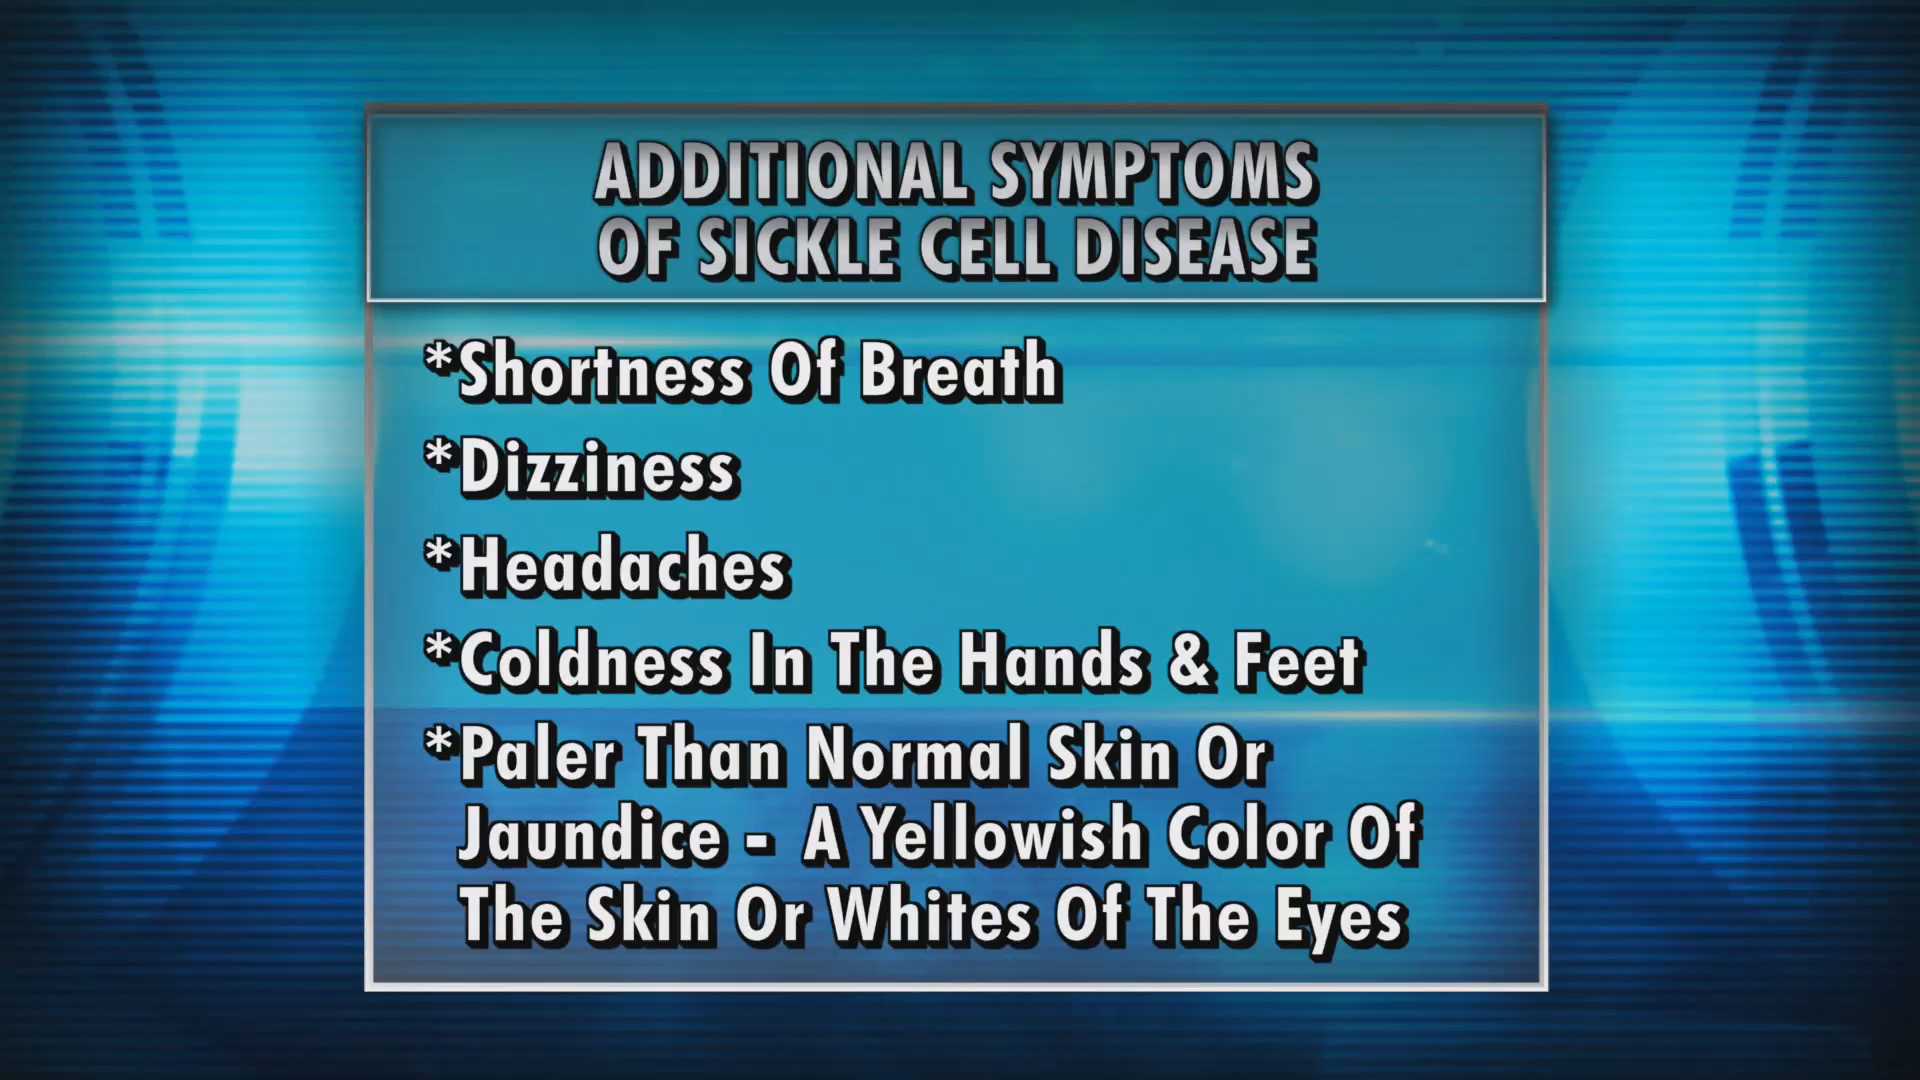 ADDITIONAL SYMPTOMS
OF SICKLE CELL DISEASE
*Shortness Of Breath
*Dizziness
*Headaches
*Coldness In The Hands & Feet
*Paler Than Normal Skin Or
Jaundice - A Yellowish Color Of
The Skin Or Whites Of The Eyes